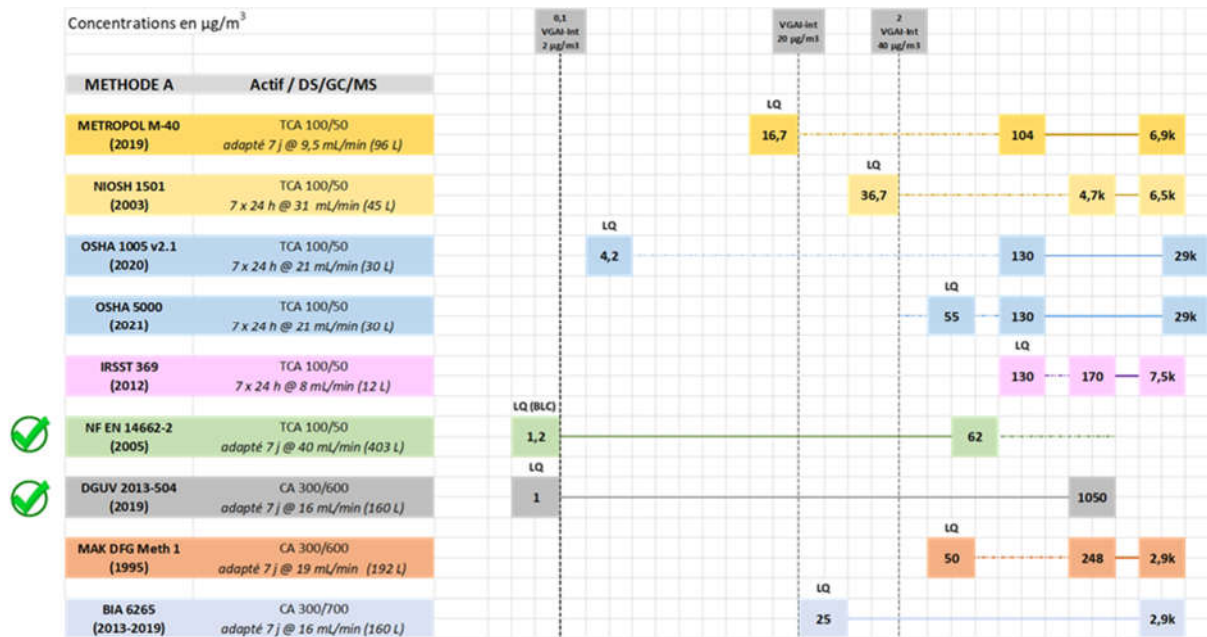 Concentrations en µg/m³
0,1
VGAI-Int
2 µg/m3
VGAI-Int
20 µg/m3
2
VGAI-Int
40 µg/m3
METHODE A Actif / DS/GC/MS
LQ
METROPOL M-40 TCA 100/50 16,7 104 6,9k
(2019) adapté 7 j @ 9,5 mL/min (96 L)
LQ
NIOSH 1501 TCA 100/50 36,7 4,7k 6,5k
(2003) 7 x 24 h @ 31 mL/min (45 L)
LQ
OSHA 1005 v2.1 TCA 100/50 4,2 130 29k
(2020) 7 x 24 h @ 21 mL/min (30 L)
LQ
OSHA 5000 TCA 100/50 55 130 29k
(2021) 7 x 24 h @ 21 mL/min (30 L)
LQ
IRSST 369 TCA 100/50 130 170 7,5k
(2012) 7 x 24 h @ 8 mL/min (12 L)
LQ (BLC)
NF EN 14662-2 TCA 100/50 1,2 62
(2005) adapté 7 j @ 40 mL/min (403 L)
LQ
DGUV 2013-504 CA 300/600 1 1050
(2019) adapté 7 j @ 16 mL/min (160 L)
LQ
MAK DFG Meth 1 CA 300/600 50 248 2,9k
(1995) adapté 7 j @ 19 mL/min (192 L)
LQ
BIA 6265 CA 300/700 25 2,9k
(2013-2019) adapté 7 j @ 16 mL/min (160 L)